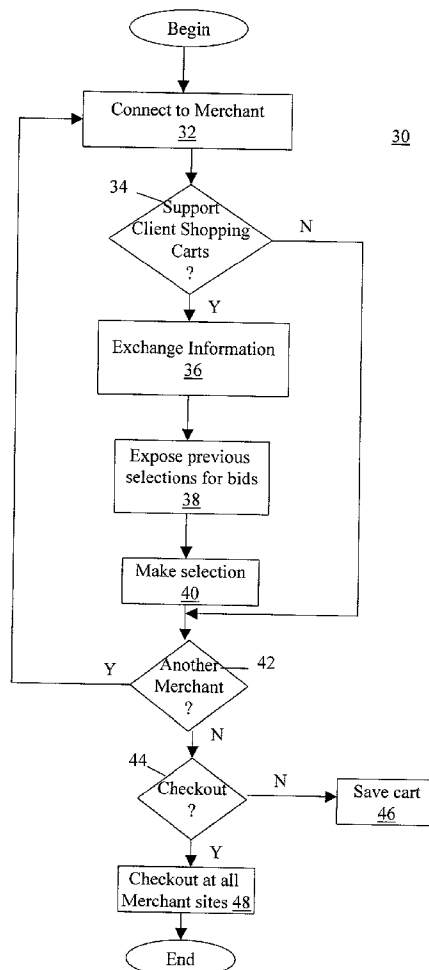 Begin
Connect to Merchant
32
30
34
Support
Client Shopping
Carts
?
N
Y
Exchange Information
36
Expose previous
selections for bids
38
Make selection
40
Y
Another
Merchant
?
42
N
44
Checkout
?
N
Save cart
46
Y
Checkout at all
Merchant sites 48
End